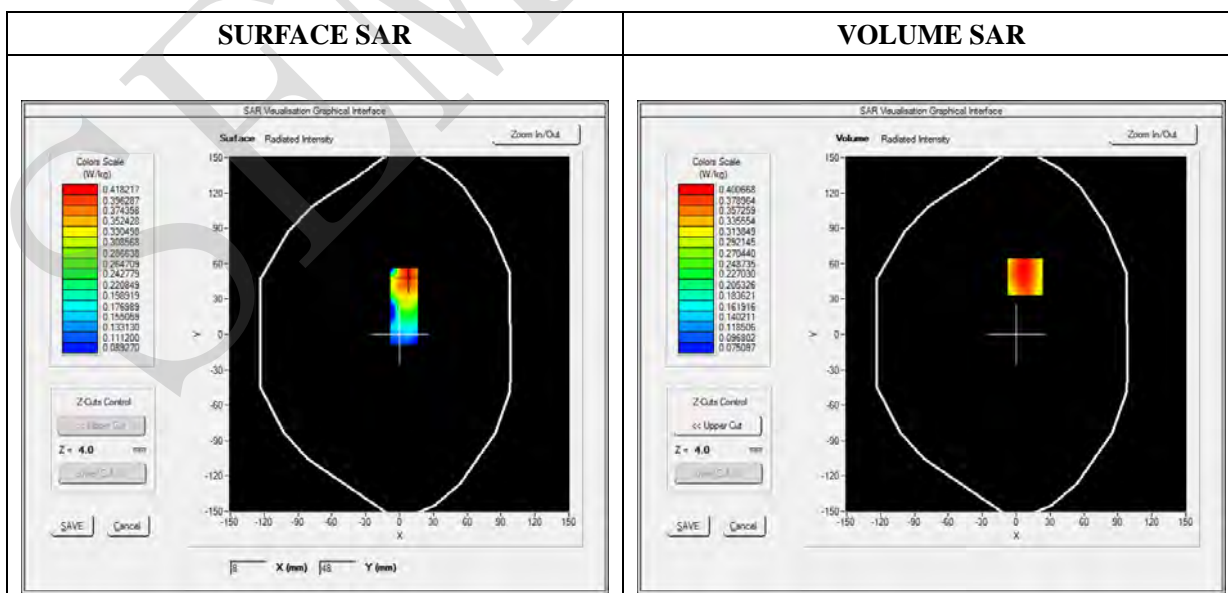 SURFACE SAR
SAR Visualisation Graphical Interface
Surface Radiated Intensity
Zoom In/Out
Colors Scale
(W/kg)
0.418217
0.396287
0.374358
0.352428
0.330498
0.308568
0.286638
0.264709
0.242779
0.220849
0.198919
0.176989
0.155059
0.133130
0.111200
0.089270
Z-Cuts Control
<< Upper Cut
Z = 4.0 mm
SAVE
Cancel
150
120
90
60
30
0
-30
-60
-90
-120
-150
Y
-150 -120 -90 -60 -30 0 30 60 90 120 150
X
8 X (mm) 48 Y (mm)
VOLUME SAR
SAR Visualisation Graphical Interface
Volume Radiated Intensity
Zoom In/Out
Colors Scale
(W/kg)
0.400668
0.378964
0.357259
0.335554
0.313849
0.292145
0.270440
0.248735
0.227030
0.205326
0.183621
0.161916
0.140211
0.118506
0.096802
0.075097
Z-Cuts Control
<< Upper Cut
Z = 4.0 mm
SAVE
Cancel
150
120
90
60
30
0
-30
-60
-90
-120
-150
Y
-150 -120 -90 -60 -30 0 30 60 90 120 150
X
SEM